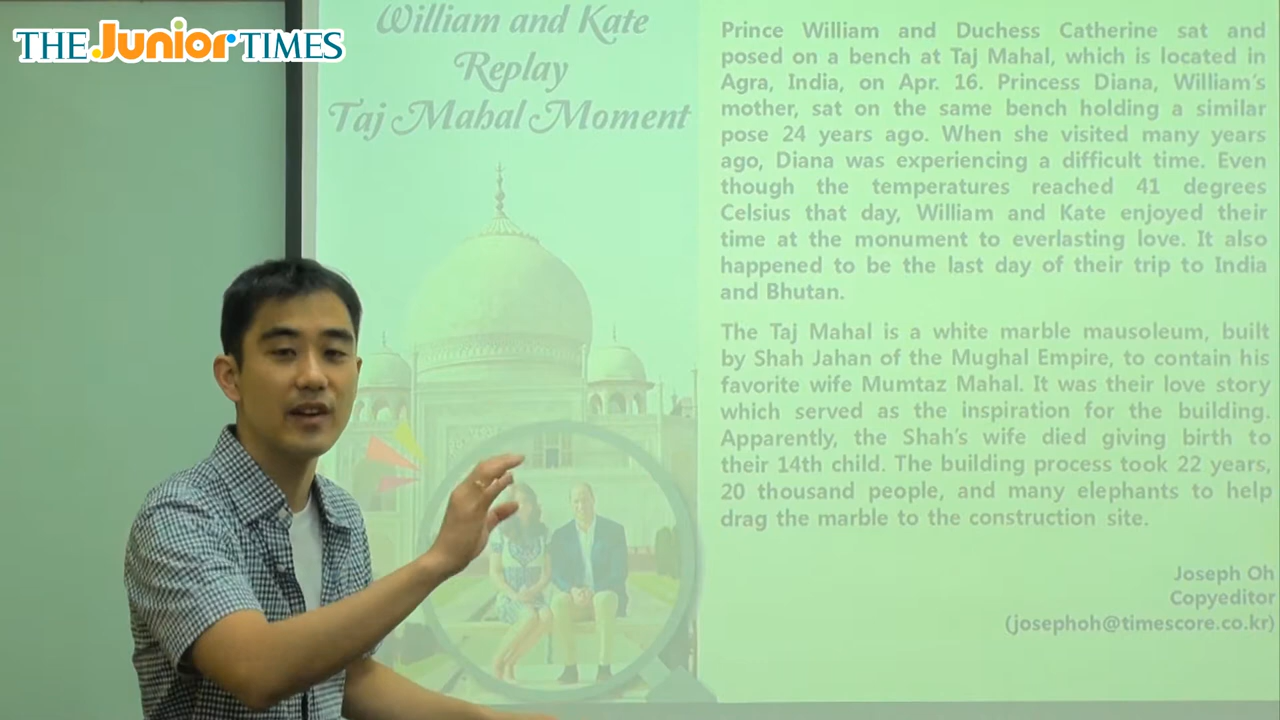 THE Junior TIMES
William and Kate
Replay
Taj Mahal Moment
Prince William and Duchess Catherine sat and
posed on a bench at Taj Mahal, which is located in
Agra, India, on Apr. 16. Princess Diana, William's
mother, sat on the same bench holding a similar
pose 24 years ago. When she visited many years
ago, Diana was experiencing a difficult time. Even
though the temperatures reached 41 degrees
Celsius that day, William and Kate enjoyed their
time at the monument to everlasting love. It also
happened to be the last day of their trip to India
and Bhutan.
The Taj Mahal is a white marble mausoleum, built
by Shah Jahan of the Mughal Empire, to contain his
favorite wife Mumtaz Mahal. It was their love story
which served as the inspiration for the building.
Apparently, the Shah's wife died giving birth to
their 14th child. The building process took 22 years,
20 thousand people, and many elephants to help
drag the marble to the construction site.
Joseph Oh
Copyeditor
(josephoh@timescore.co.kr)